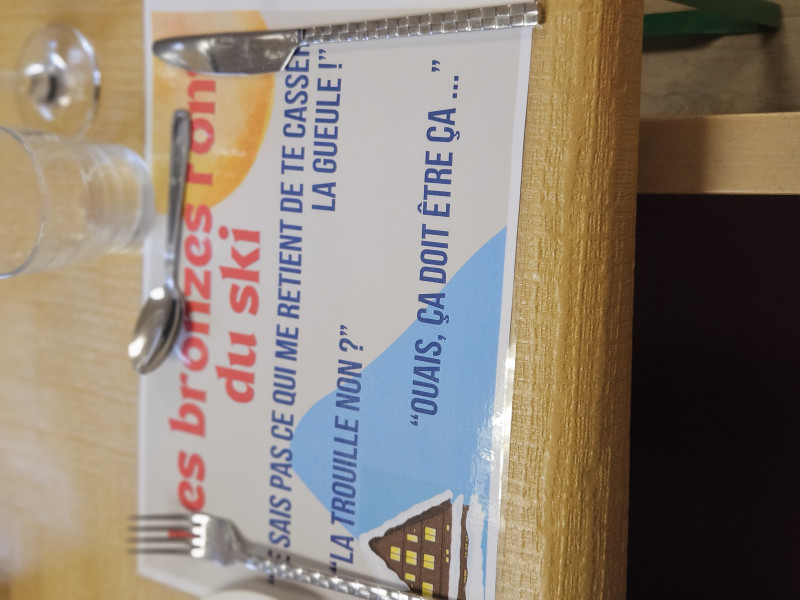 Les bronzés font
du ski
SAIS PAS CE QUI ME RETIENT DE TE CASSER
LA GUEULE !”
“LA TROUILLE NON ?”
“OUAIS, ÇA DOIT ÊTRE ÇA ...”